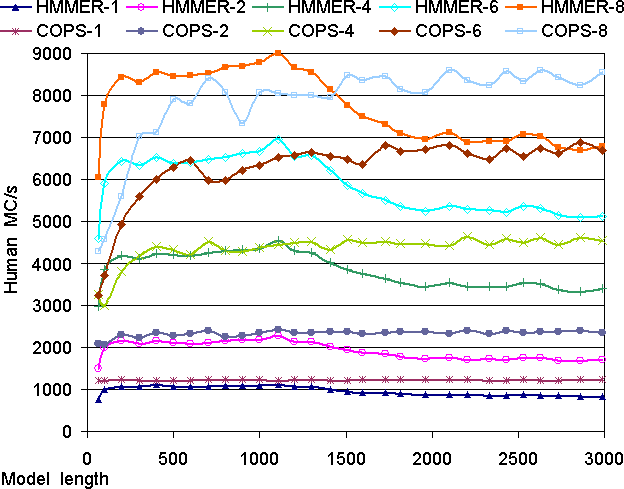 HMMER-1 HMMER-2 HMMER-4 HMMER-6 HMMER-8
COPS-1 COPS-2 COPS-4 COPS-6 COPS-8
9000
8000
7000
6000
5000
4000
3000
2000
1000
0
Human MC/s
0 500 1000 1500 2000 2500 3000
Model length